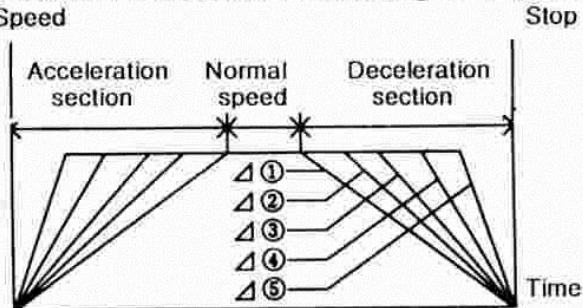 Speed
Stop
Acceleration section
Normal speed
Deceleration section
⊿ ①
⊿ ②
⊿ ③
⊿ ④
⊿ ⑤
Time